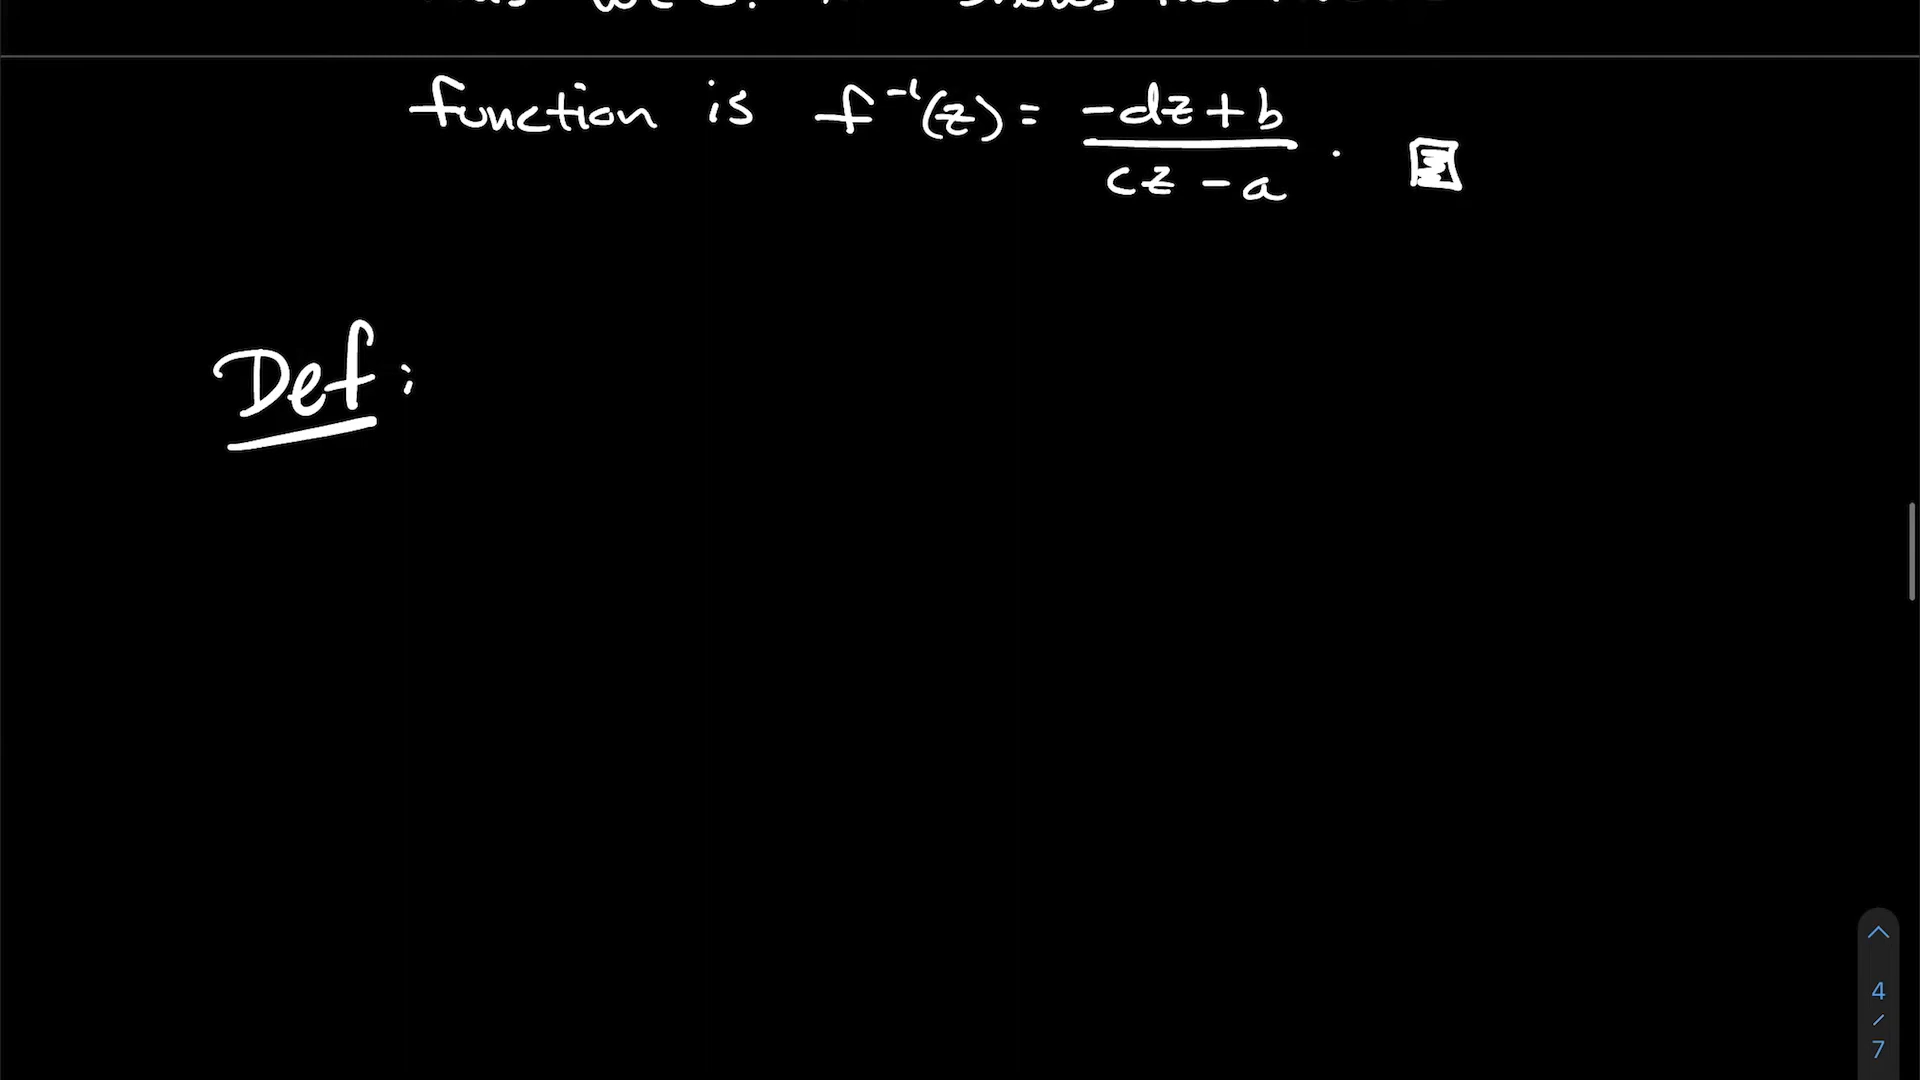 function is f⁻¹(z) = (-dz + b)/(cz - a).
Def:
4
/
7